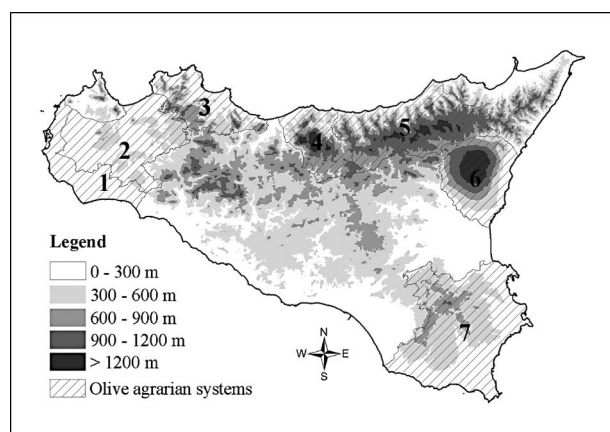 3
5
4
2
6
1
Legend
0 - 300 m
300 - 600 m
600 - 900 m
900 - 1200 m
> 1200 m
Olive agrarian systems
N
W E
S
7